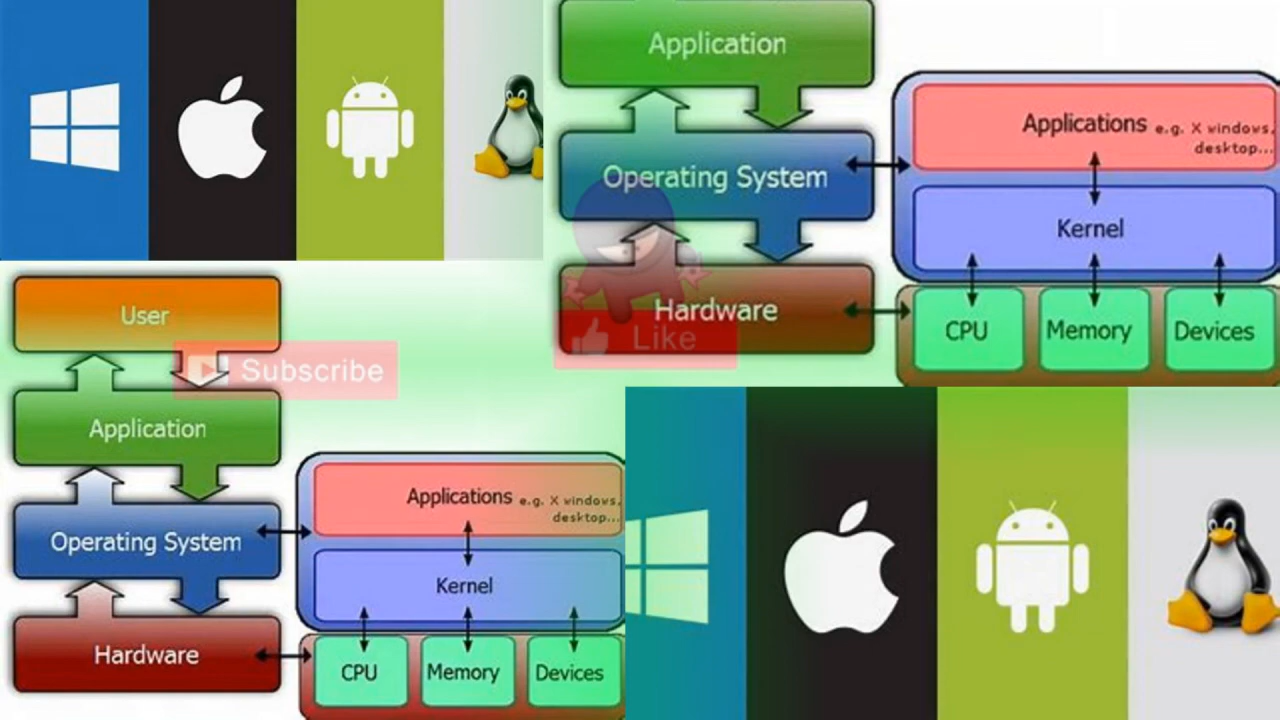 Application
Applications e.g. X windows,
desktop...
Operating System
Kernel
Hardware
CPU
Memory
Devices
Like
User
Subscribe
Application
Applications e.g. X windows,
desktop...
Operating System
Kernel
Hardware
CPU
Memory
Devices